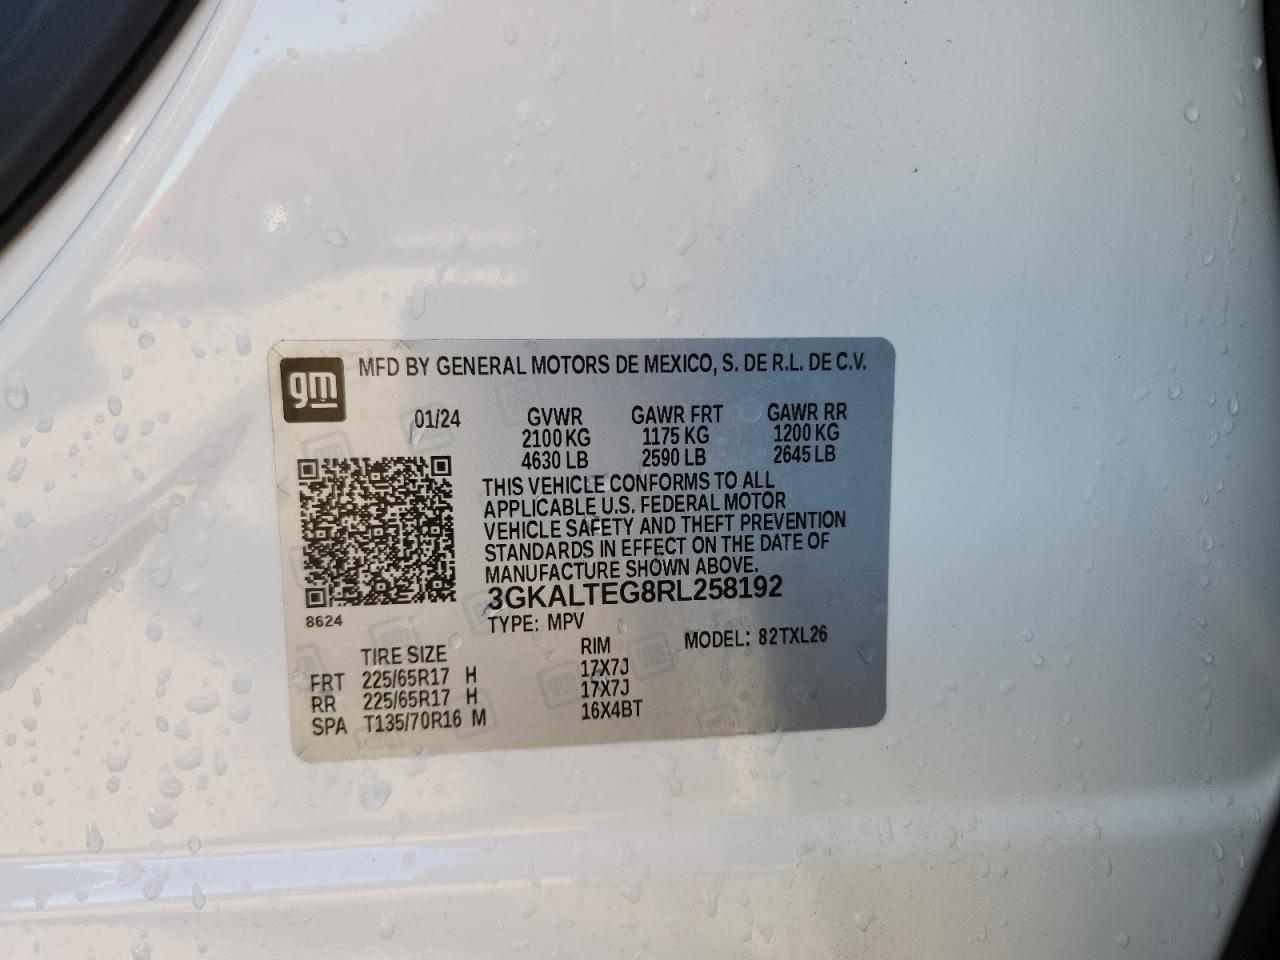 gm
MFD BY GENERAL MOTORS DE MEXICO, S. DE R.L. DE C.V.
01/24 GVWR GAWR FRT GAWR RR
2100 KG 1175 KG 1200 KG
4630 LB 2590 LB 2645 LB
THIS VEHICLE CONFORMS TO ALL
APPLICABLE U.S. FEDERAL MOTOR
VEHICLE SAFETY AND THEFT PREVENTION
STANDARDS IN EFFECT ON THE DATE OF
MANUFACTURE SHOWN ABOVE.
3GKALTEG8RL258192
8624
TYPE: MPV MODEL: 82TXL26
TIRE SIZE RIM
FRT 225/65R17 H 17X7J
RR 225/65R17 H 17X7J
SPA T135/70R16 M 16X4BT